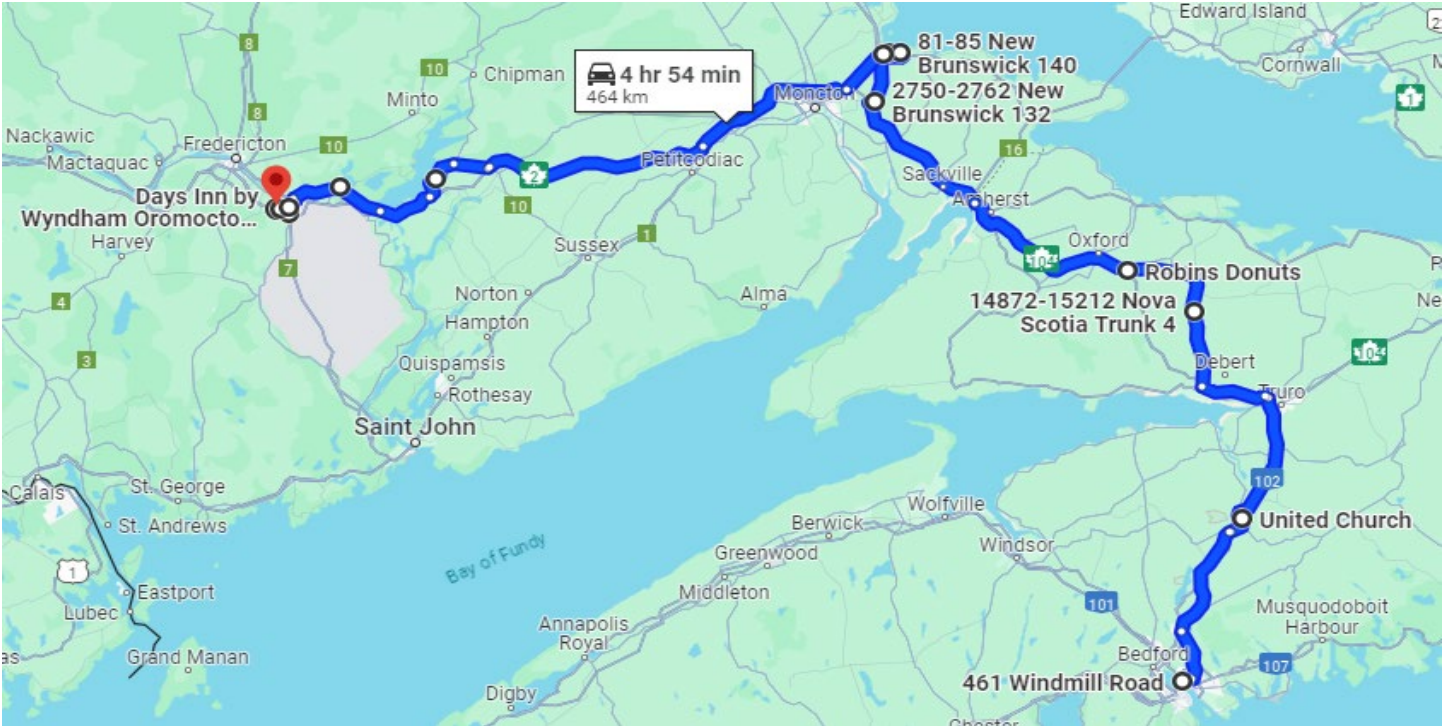 Edward Island
8
81-85 New
Brunswick 140
4 hr 54 min
464 km
10
Chipman
Cornwall
Minto
Moncton
2750-2762 New
Brunswick 132
1
8
Nackawic
Fredericton
10
16
Mactaquac
Petitcodiac
2
Sackville
Days Inn by
Wyndham Oromocto...
10
Amherst
Harvey
1
Sussex
Oxford
104
7
Robins Donuts
4
Norton
Alma
14872-15212 Nova
Scotia Trunk 4
Hampton
3
Quispamsis
Debert
104
Rothesay
Truro
Saint John
102
Calais
St. George
St. Andrews
Wolfville
United Church
Berwick
Bay of Fundy
Greenwood
Windsor
1
Eastport
Middleton
101
Lubec
Musquodoboit
Harbour
Annapolis
Royal
Grand Manan
Bedford
107
461 Windmill Road
Digby
Chester